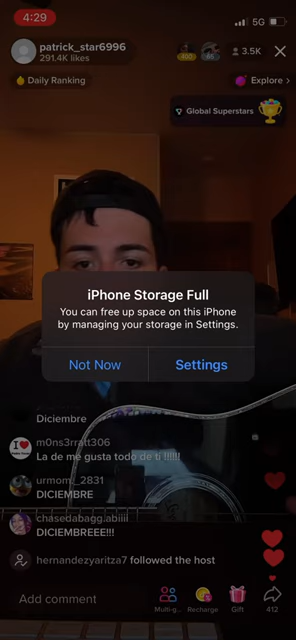 4:29
5G
patrick_star6996
291.4K likes
3.5K
Daily Ranking
Explore >
Global Superstars
iPhone Storage Full
You can free up space on this iPhone
by managing your storage in Settings.
Not Now
Settings
Diciembre
m0ns3rratt306
La de me gusta todo de ti !!!!!!
urmom._2831
DICIEMBRE
chasedabagg.abiiii
DICIEMBREEE!!!
hernandezyaritza7 followed the host
Add comment
Multi-g...
Recharge
Gift
412